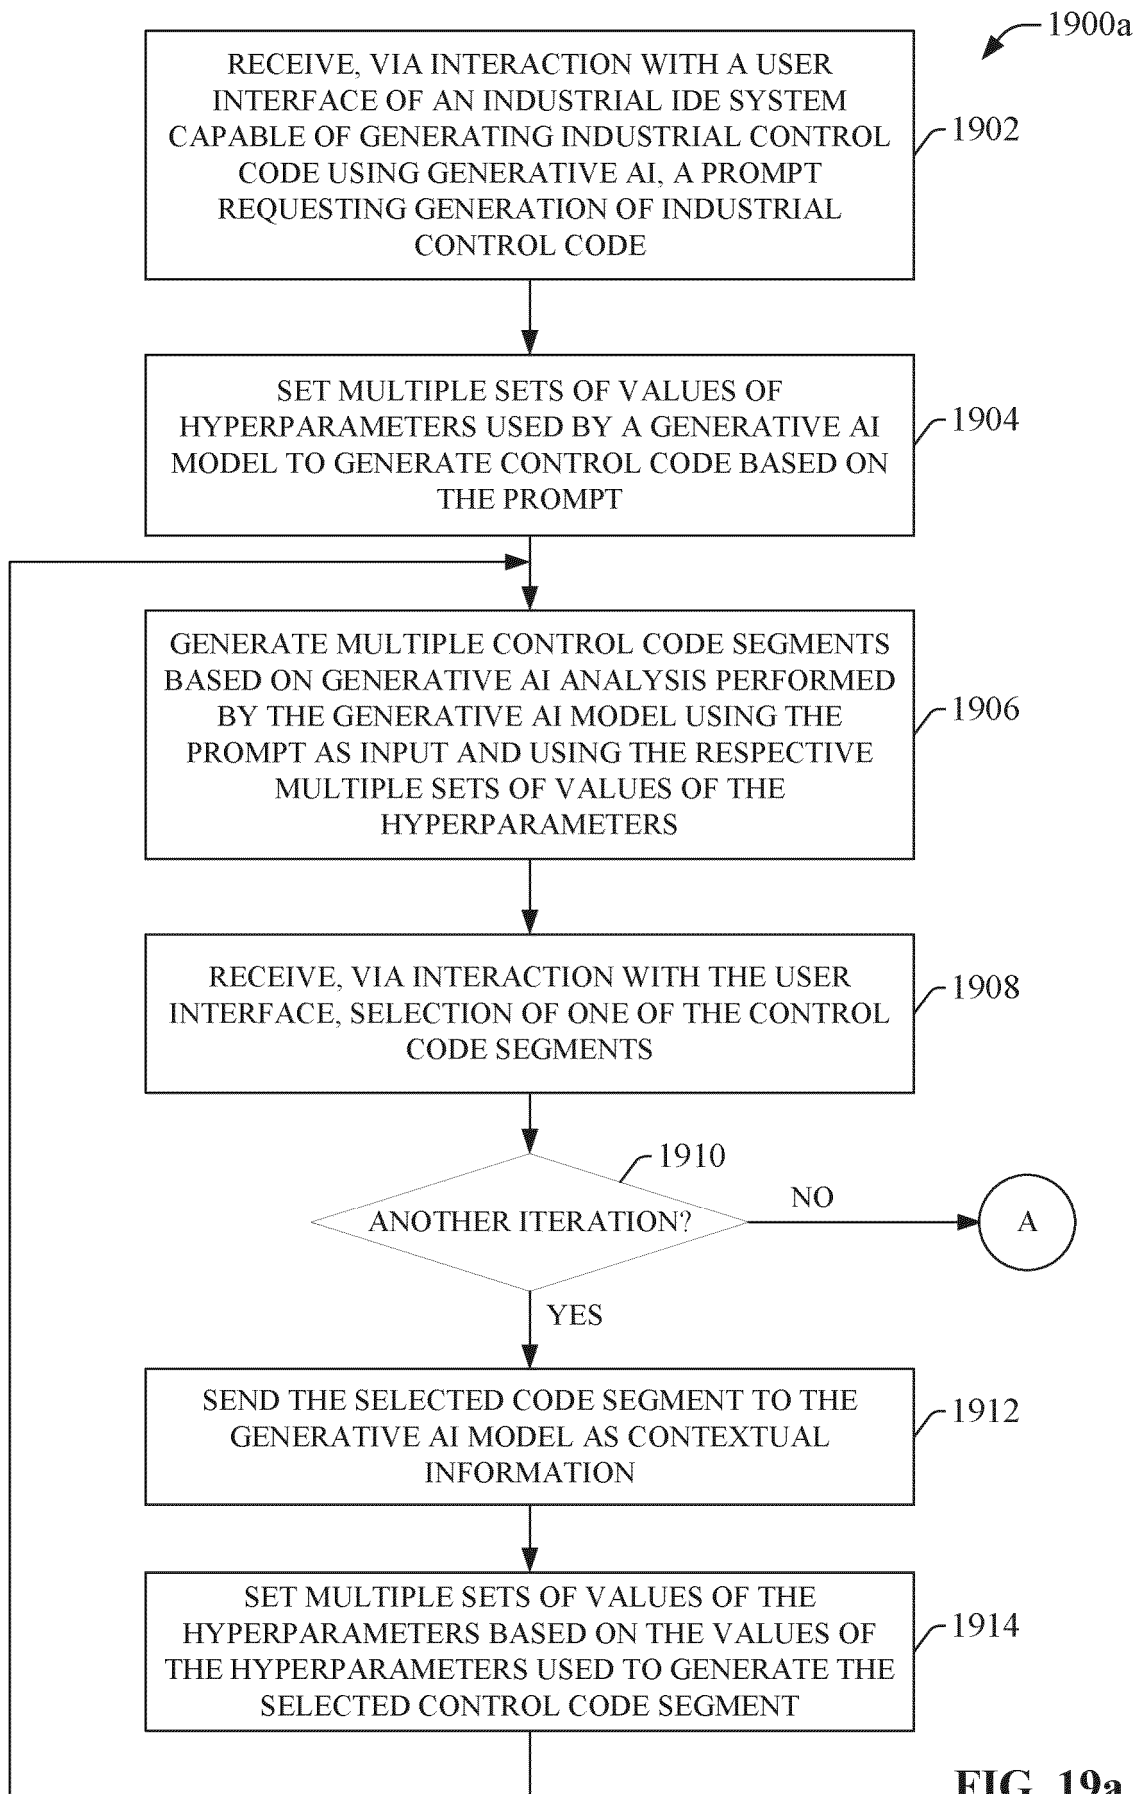 1900a
RECEIVE, VIA INTERACTION WITH A USER
INTERFACE OF AN INDUSTRIAL IDE SYSTEM
CAPABLE OF GENERATING INDUSTRIAL CONTROL
CODE USING GENERATIVE AI, A PROMPT
REQUESTING GENERATION OF INDUSTRIAL
CONTROL CODE
1902
SET MULTIPLE SETS OF VALUES OF
HYPERPARAMETERS USED BY A GENERATIVE AI
MODEL TO GENERATE CONTROL CODE BASED ON
THE PROMPT
1904
GENERATE MULTIPLE CONTROL CODE SEGMENTS
BASED ON GENERATIVE AI ANALYSIS PERFORMED
BY THE GENERATIVE AI MODEL USING THE
PROMPT AS INPUT AND USING THE RESPECTIVE
MULTIPLE SETS OF VALUES OF THE
HYPERPARAMETERS
1906
RECEIVE, VIA INTERACTION WITH THE USER
INTERFACE, SELECTION OF ONE OF THE CONTROL
CODE SEGMENTS
1908
1910
ANOTHER ITERATION?
NO
A
YES
SEND THE SELECTED CODE SEGMENT TO THE
GENERATIVE AI MODEL AS CONTEXTUAL
INFORMATION
1912
SET MULTIPLE SETS OF VALUES OF THE
HYPERPARAMETERS BASED ON THE VALUES OF
THE HYPERPARAMETERS USED TO GENERATE THE
SELECTED CONTROL CODE SEGMENT
1914
FIG. 19a